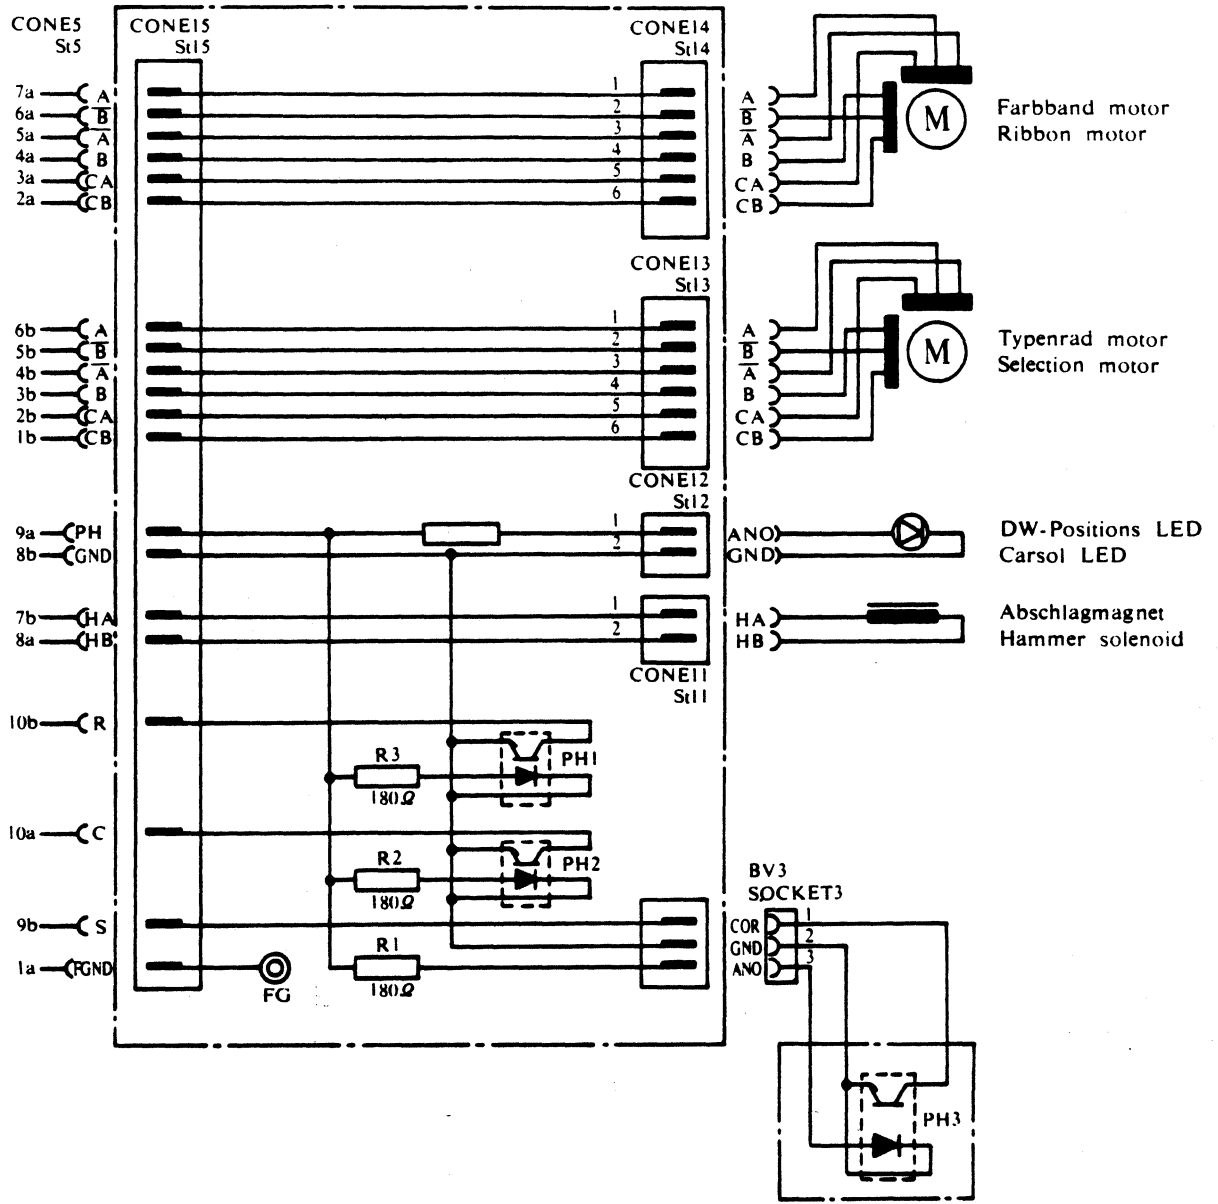 CONE5
St5
CONE15
St15
CONE14
St14
7a A 1 A
6a B̅ 2 B̅
5a A̅ 3 A̅
4a B 4 B
3a CA 5 CA
2a CB 6 CB
M
Farbband motor
Ribbon motor
CONE13
St13
6b A 1 A
5b B̅ 2 B̅
4b A̅ 3 A̅
3b B 4 B
2b CA 5 CA
1b CB 6 CB
M
Typenrad motor
Selection motor
CONE12
St12
9a PH 1 ANO
8b GND 2 GND
DW-Positions LED
Carsol LED
7b HA 1 HA
8a HB 2 HB
Abschlagmagnet
Hammer solenoid
CONE11
St11
10b R
R3
180Ω
PH1
10a C
R2
180Ω
PH2
BV3
SOCKET3
9b S
COR 1
GND 2
ANO 3
1a FGND
FG
R1
180Ω
PH3